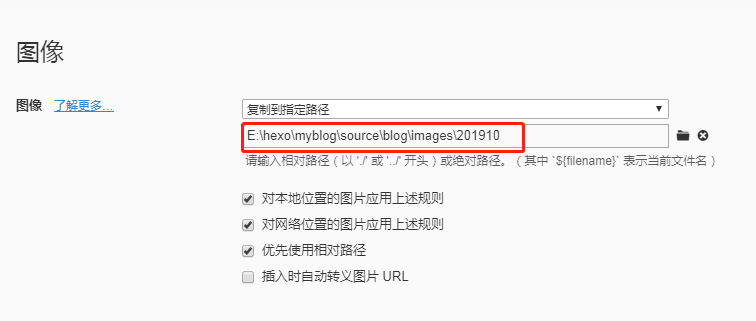 图像
图像 了解更多... 复制到指定路径
E:\hexo\myblog\source\blog\images\201910
请输入相对路径（以 './' 或 '../' 开头）或绝对路径。（其中 `${filename}` 表示当前文件名）
对本地位置的图片应用上述规则
对网络位置的图片应用上述规则
优先使用相对路径
插入时自动转义图片 URL